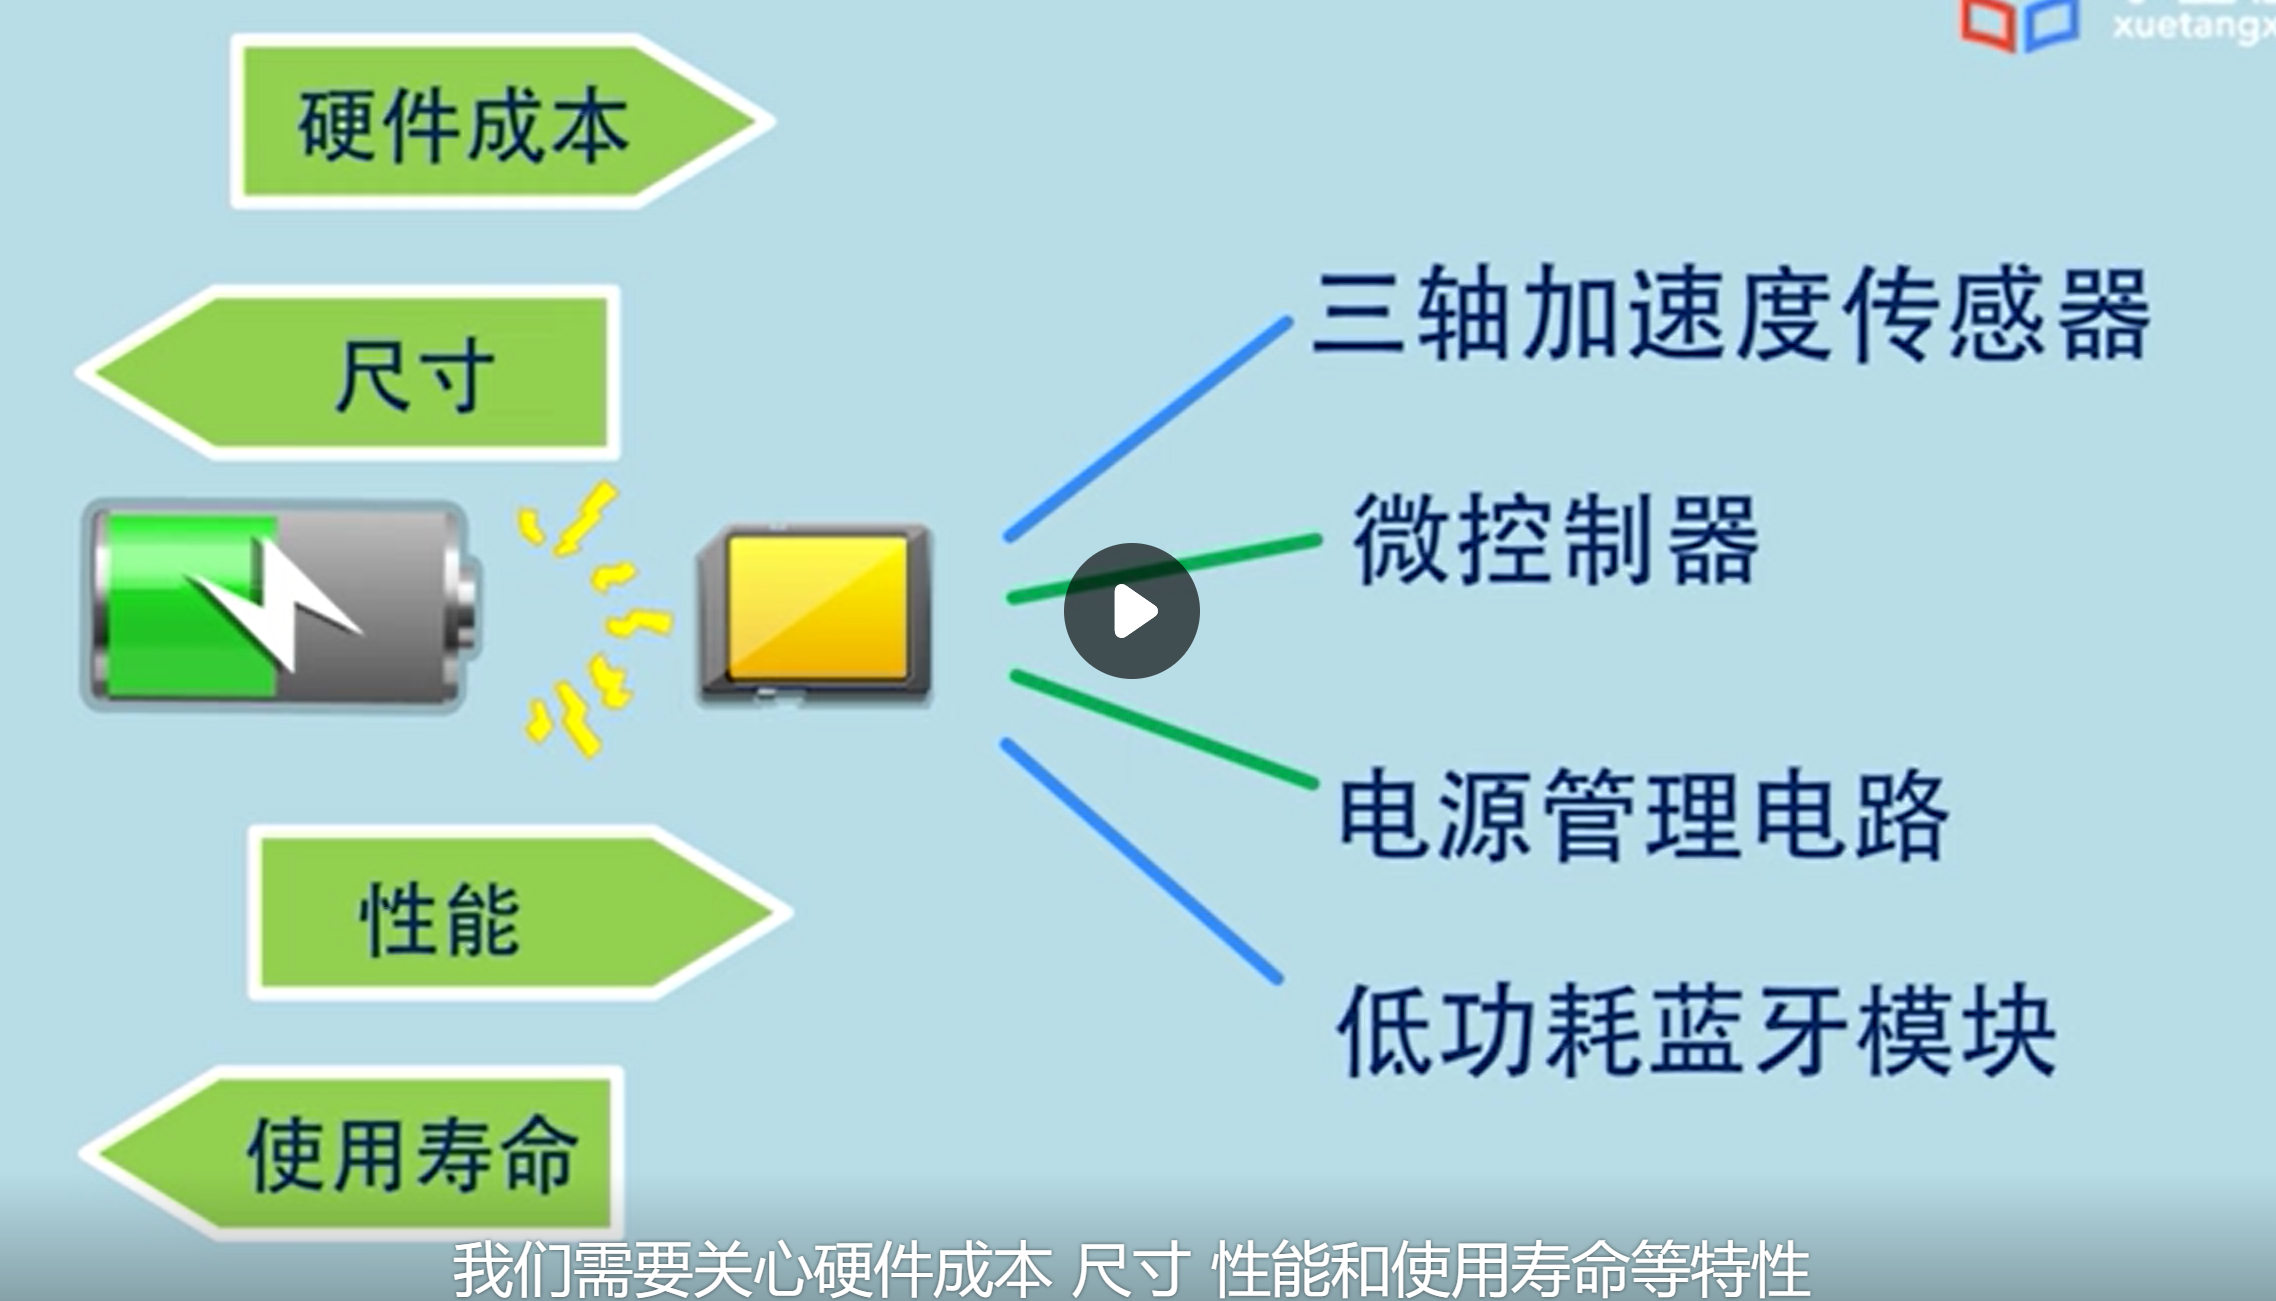 硬件成本
尺寸
性能
使用寿命
三轴加速度传感器
微控制器
电源管理电路
低功耗蓝牙模块
我们需要关心硬件成本 尺寸 性能和使用寿命等特性